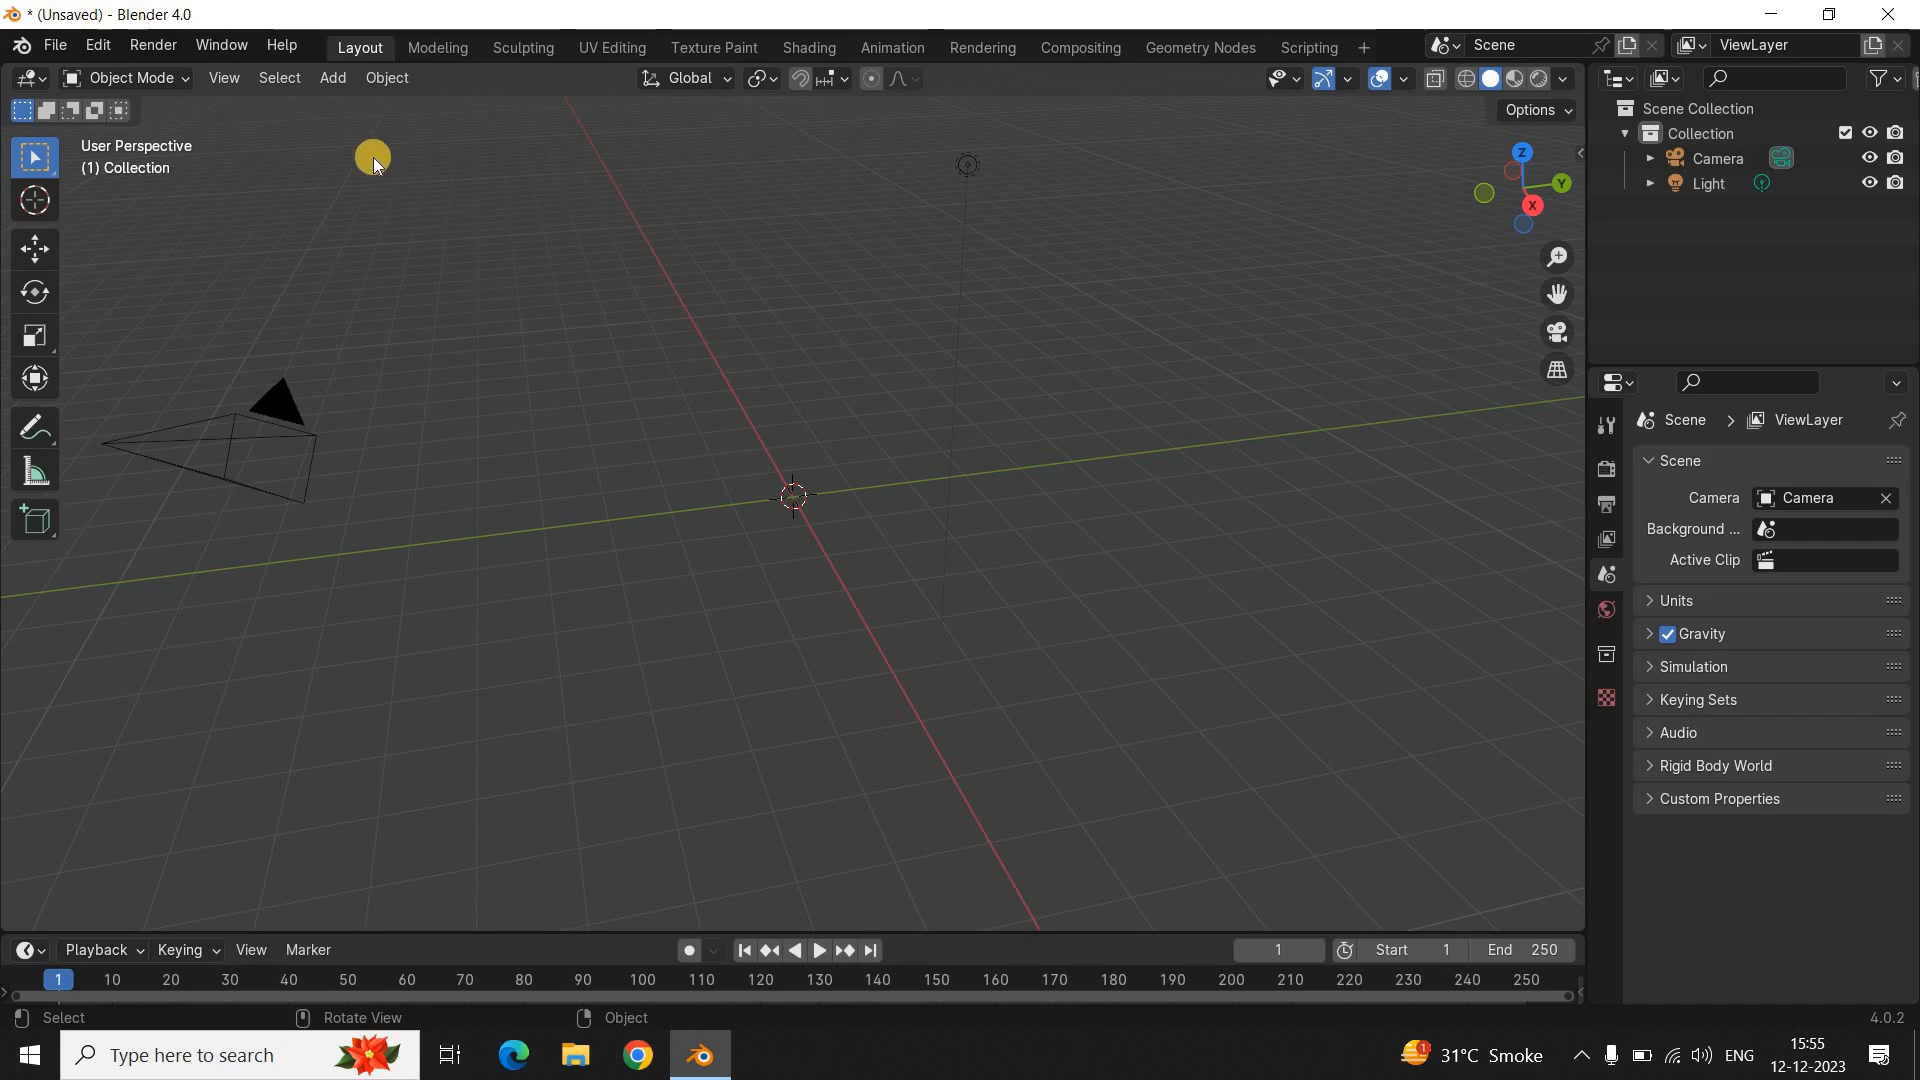 * (Unsaved) - Blender 4.0
File Edit Render Window Help Layout Modeling Sculpting UV Editing Texture Paint Shading Animation Rendering Compositing Geometry Nodes Scripting + Scene ViewLayer
Object Mode View Select Add Object Global
Options
User Perspective
(1) Collection
Z
Y
X
Scene Collection
Collection
Camera
Light
Scene > ViewLayer
Scene
Camera Camera
Background ...
Active Clip
Units
Gravity
Simulation
Keying Sets
Audio
Rigid Body World
Custom Properties
Playback Keying View Marker 1 Start 1 End 250
1 10 20 30 40 50 60 70 80 90 100 110 120 130 140 150 160 170 180 190 200 210 220 230 240 250
Select Rotate View Object 4.0.2
Type here to search
1 31°C Smoke ENG
15:55
12-12-2023